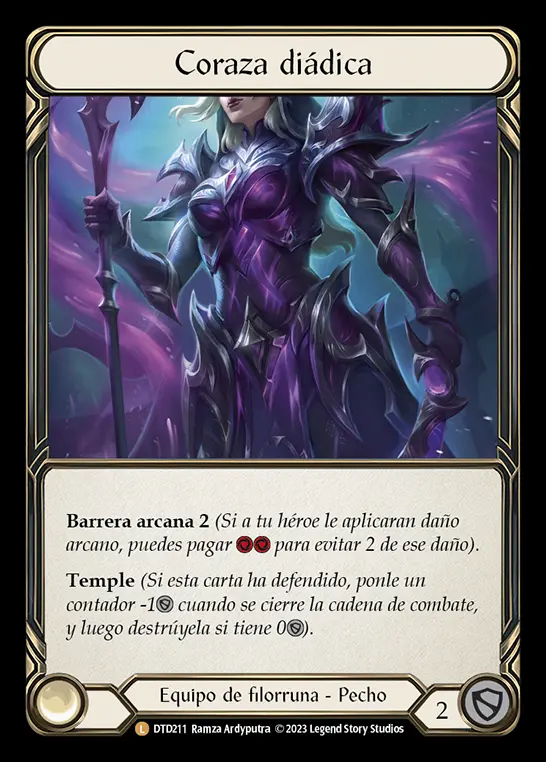 Coraza diádica
Barrera arcana 2 (Si a tu héroe le aplicaran daño
arcano, puedes pagar para evitar 2 de ese daño).
Temple (Si esta carta ha defendido, ponle un
contador -1 cuando se cierre la cadena de combate,
y luego destrúyela si tiene 0).
Equipo de filorruna - Pecho
2
L DTD211 Ramza Ardyputra © 2023 Legend Story Studios